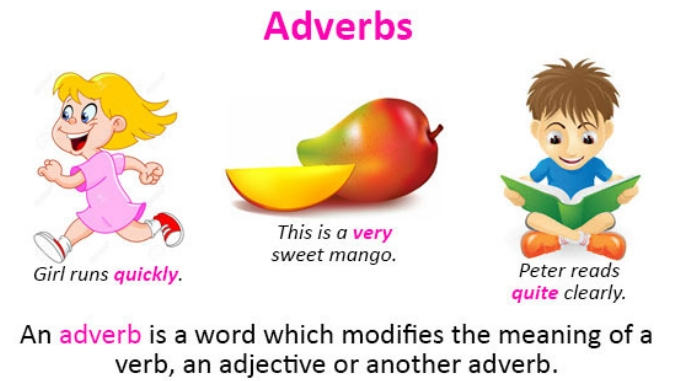 Adverbs
Girl runs quickly.
This is a very
sweet mango.
Peter reads
quite clearly.
An adverb is a word which modifies the meaning of a
verb, an adjective or another adverb.